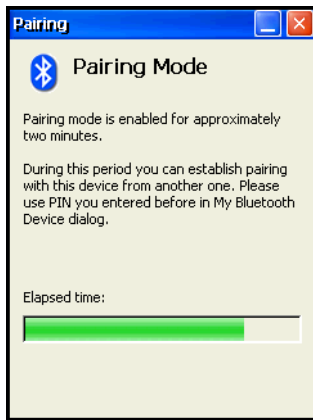 Pairing
Pairing Mode
Pairing mode is enabled for approximately
two minutes.
During this period you can establish pairing
with this device from another one. Please
use PIN you entered before in My Bluetooth
Device dialog.
Elapsed time: